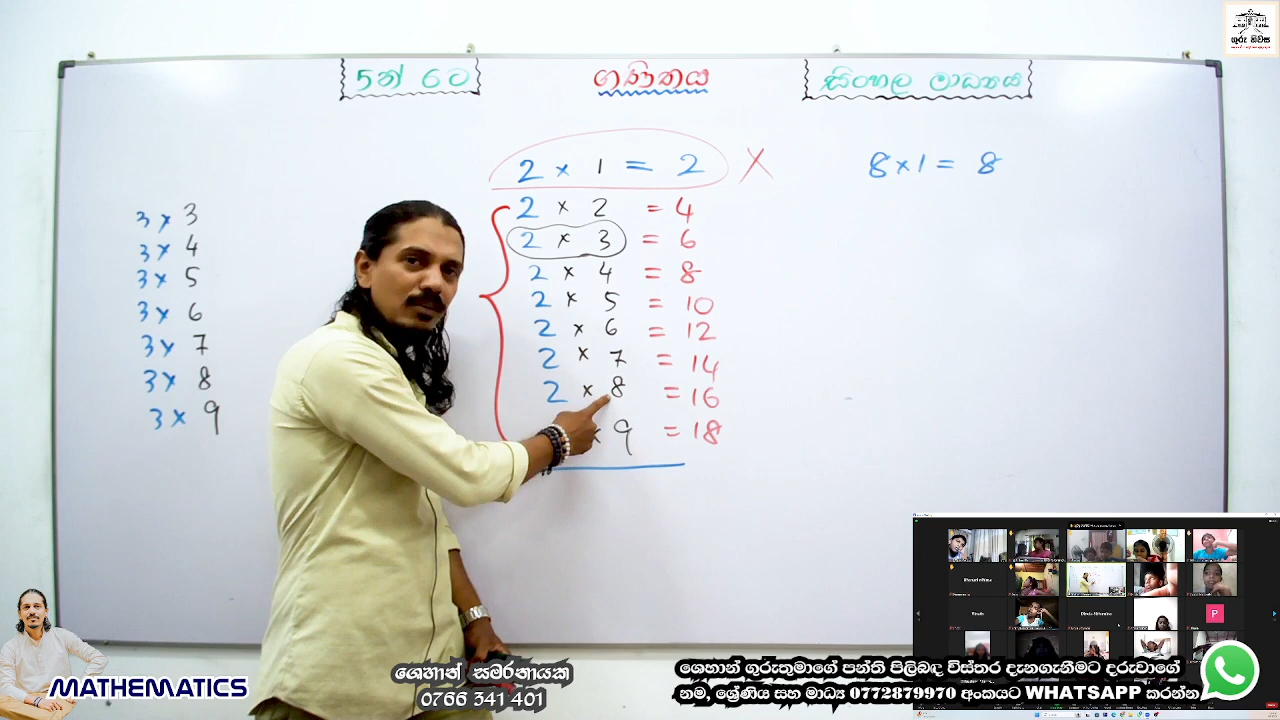 ගුරු නිවස
5න් 6 ට
ගණිතය
සිංහල මාධ්‍යය
2 x 1 = 2 X
8 x 1 = 8
2 x 2 = 4
2 x 3 = 6
2 x 4 = 8
2 x 5 = 10
2 x 6 = 12
2 x 7 = 14
2 x 8 = 16
x 9 = 18
3 x 3
3 x 4
3 x 5
3 x 6
3 x 7
3 x 8
3 x 9
P
MATHEMATICS
ශෙහාන් සමරනායක
0766 341 401
ශෙහාන් ගුරුතුමාගේ පන්ති පිලිබඳ විස්තර දැනගැනීමට දරුවාගේ
නම, ශ්‍රේණිය සහ මාධ්‍ය 0772879970 අංකයට WHATSAPP කරන්න